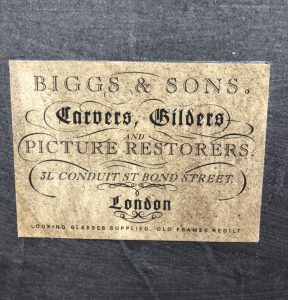 BIGGS & SONS.
Carvers, Gilders
AND
PICTURE RESTORERS.
31, CONDUIT ST BOND STREET.
London
LOOKING GLASSES SUPPLIED, OLD FRAMES REGILT